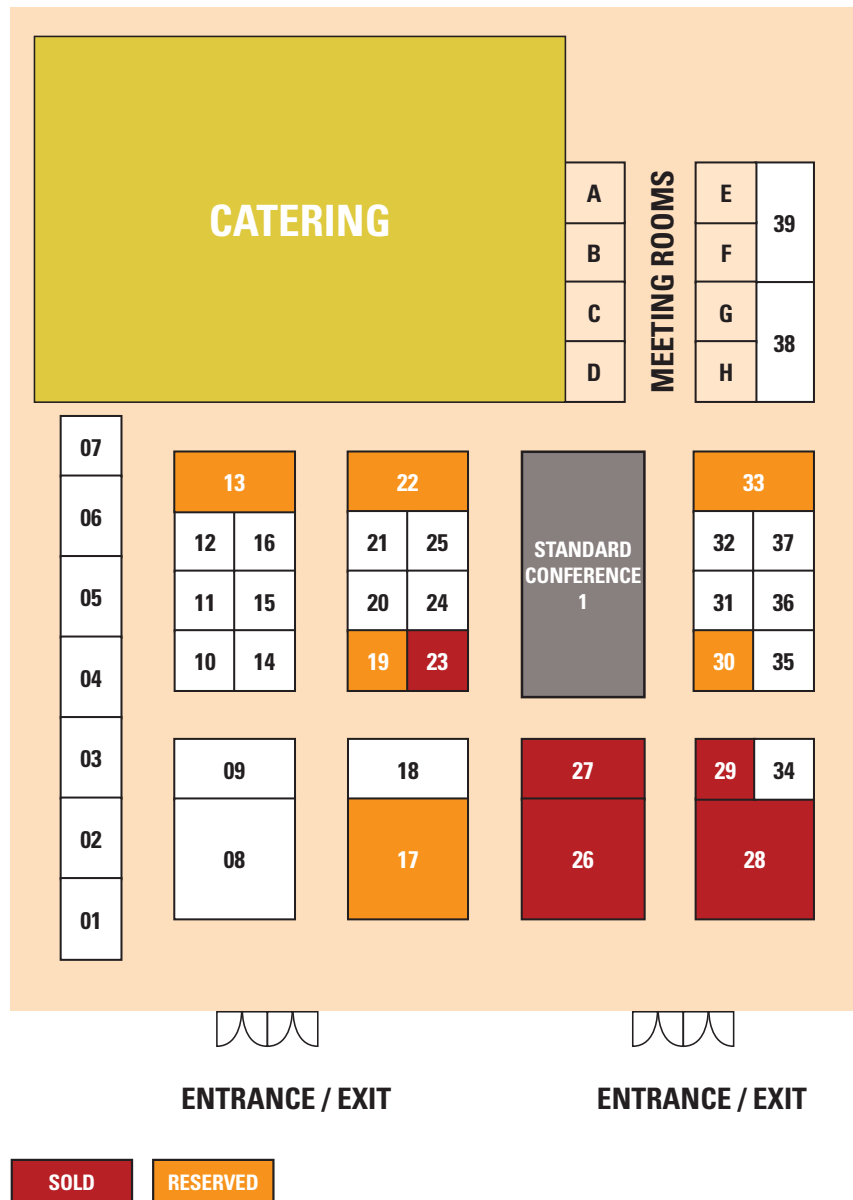 CATERING
A
B
C
D
MEETING ROOMS
E
F
G
H
39
38
07
06
05
04
03
02
01
13
12 16
11 15
10 14
09
08
22
21 25
20 24
19 23
18
17
STANDARD
CONFERENCE
1
27
26
33
32 37
31 36
30 35
29 34
28
ENTRANCE / EXIT
ENTRANCE / EXIT
SOLD
RESERVED